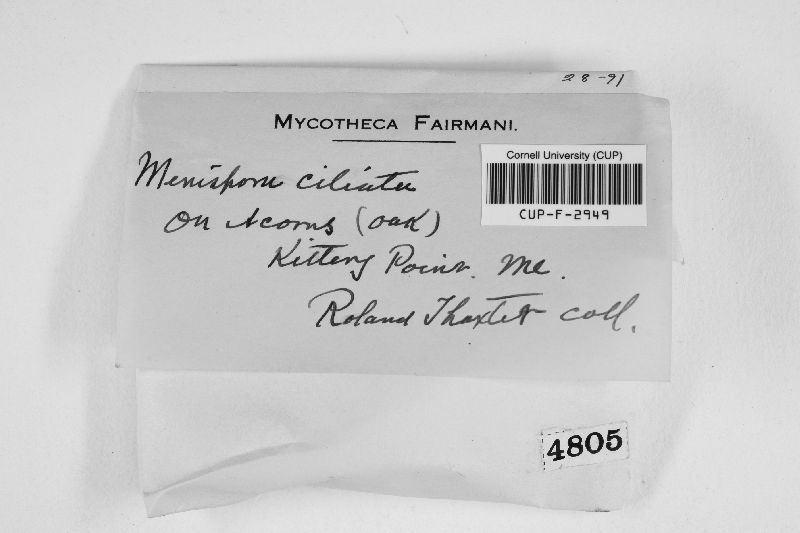 28-91
MYCOTHECA FAIRMANI.
Menispora ciliata
On Acorns (oak)
Kittery Point. Me.
Roland Thaxter coll.
Cornell University (CUP)
CUP-F-2949
4805